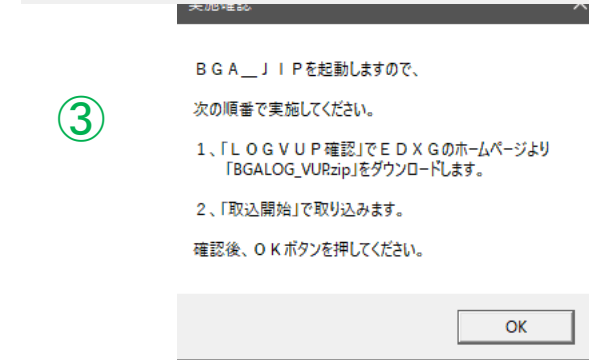 実施確認
③
ＢＧＡ＿ＪＩＰを起動しますので、
次の順番で実施してください。
１、「ＬＯＧＶＵＰ確認」でＥＤＸＧのホームページより
「BGALOG_VUP.zip」をダウンロードします。
２、「取込開始」で取り込みます。
確認後、ＯＫボタンを押してください。
OK